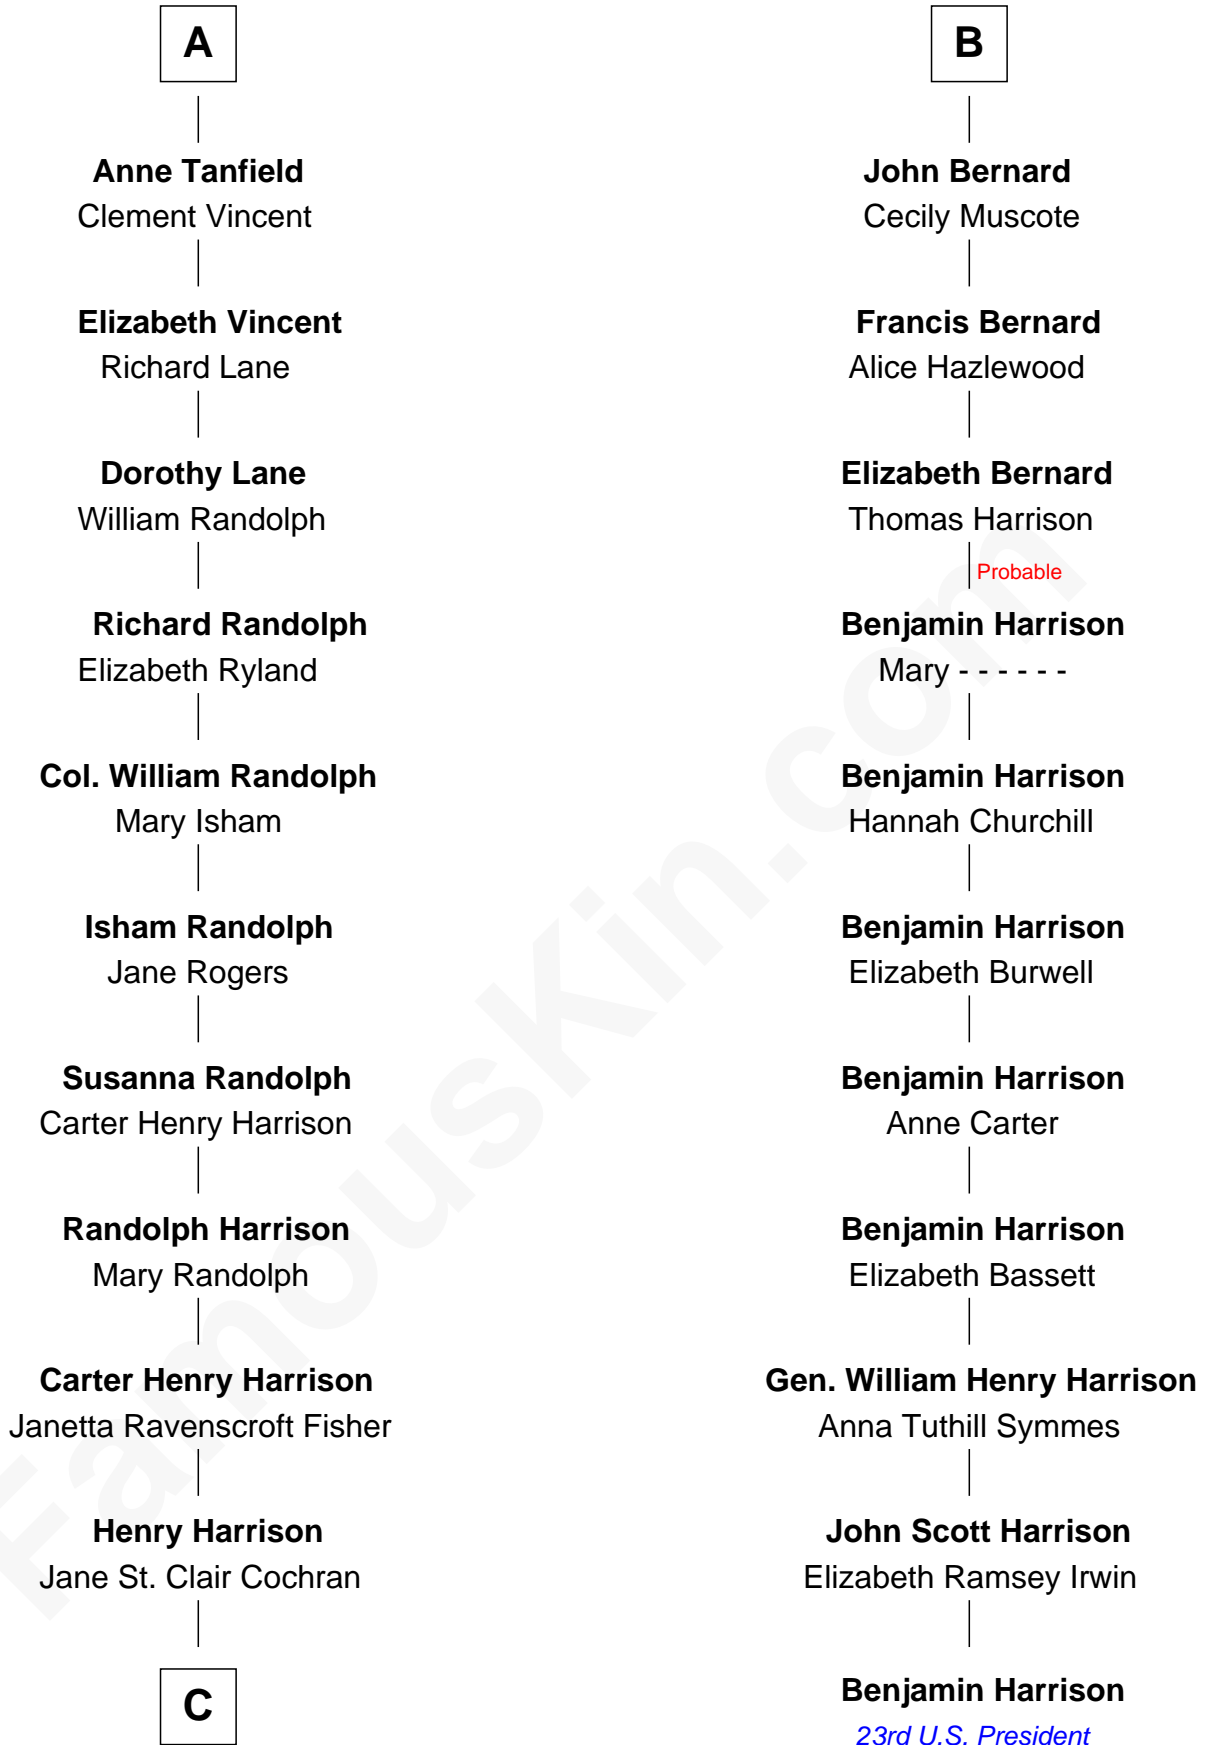 A
Anne Tanfield
Clement Vincent
Elizabeth Vincent
Richard Lane
Dorothy Lane
William Randolph
Richard Randolph
Elizabeth Ryland
Col. William Randolph
Mary Isham
Isham Randolph
Jane Rogers
Susanna Randolph
Carter Henry Harrison
Randolph Harrison
Mary Randolph
Carter Henry Harrison
Janetta Ravenscroft Fisher
Henry Harrison
Jane St. Clair Cochran
C
B
John Bernard
Cecily Muscote
Francis Bernard
Alice Hazlewood
Elizabeth Bernard
Thomas Harrison
Probable
Benjamin Harrison
Mary - - - - - -
Benjamin Harrison
Hannah Churchill
Benjamin Harrison
Elizabeth Burwell
Benjamin Harrison
Anne Carter
Benjamin Harrison
Elizabeth Bassett
Gen. William Henry Harrison
Anna Tuthill Symmes
John Scott Harrison
Elizabeth Ramsey Irwin
Benjamin Harrison
23rd U.S. President
FamousKin.com